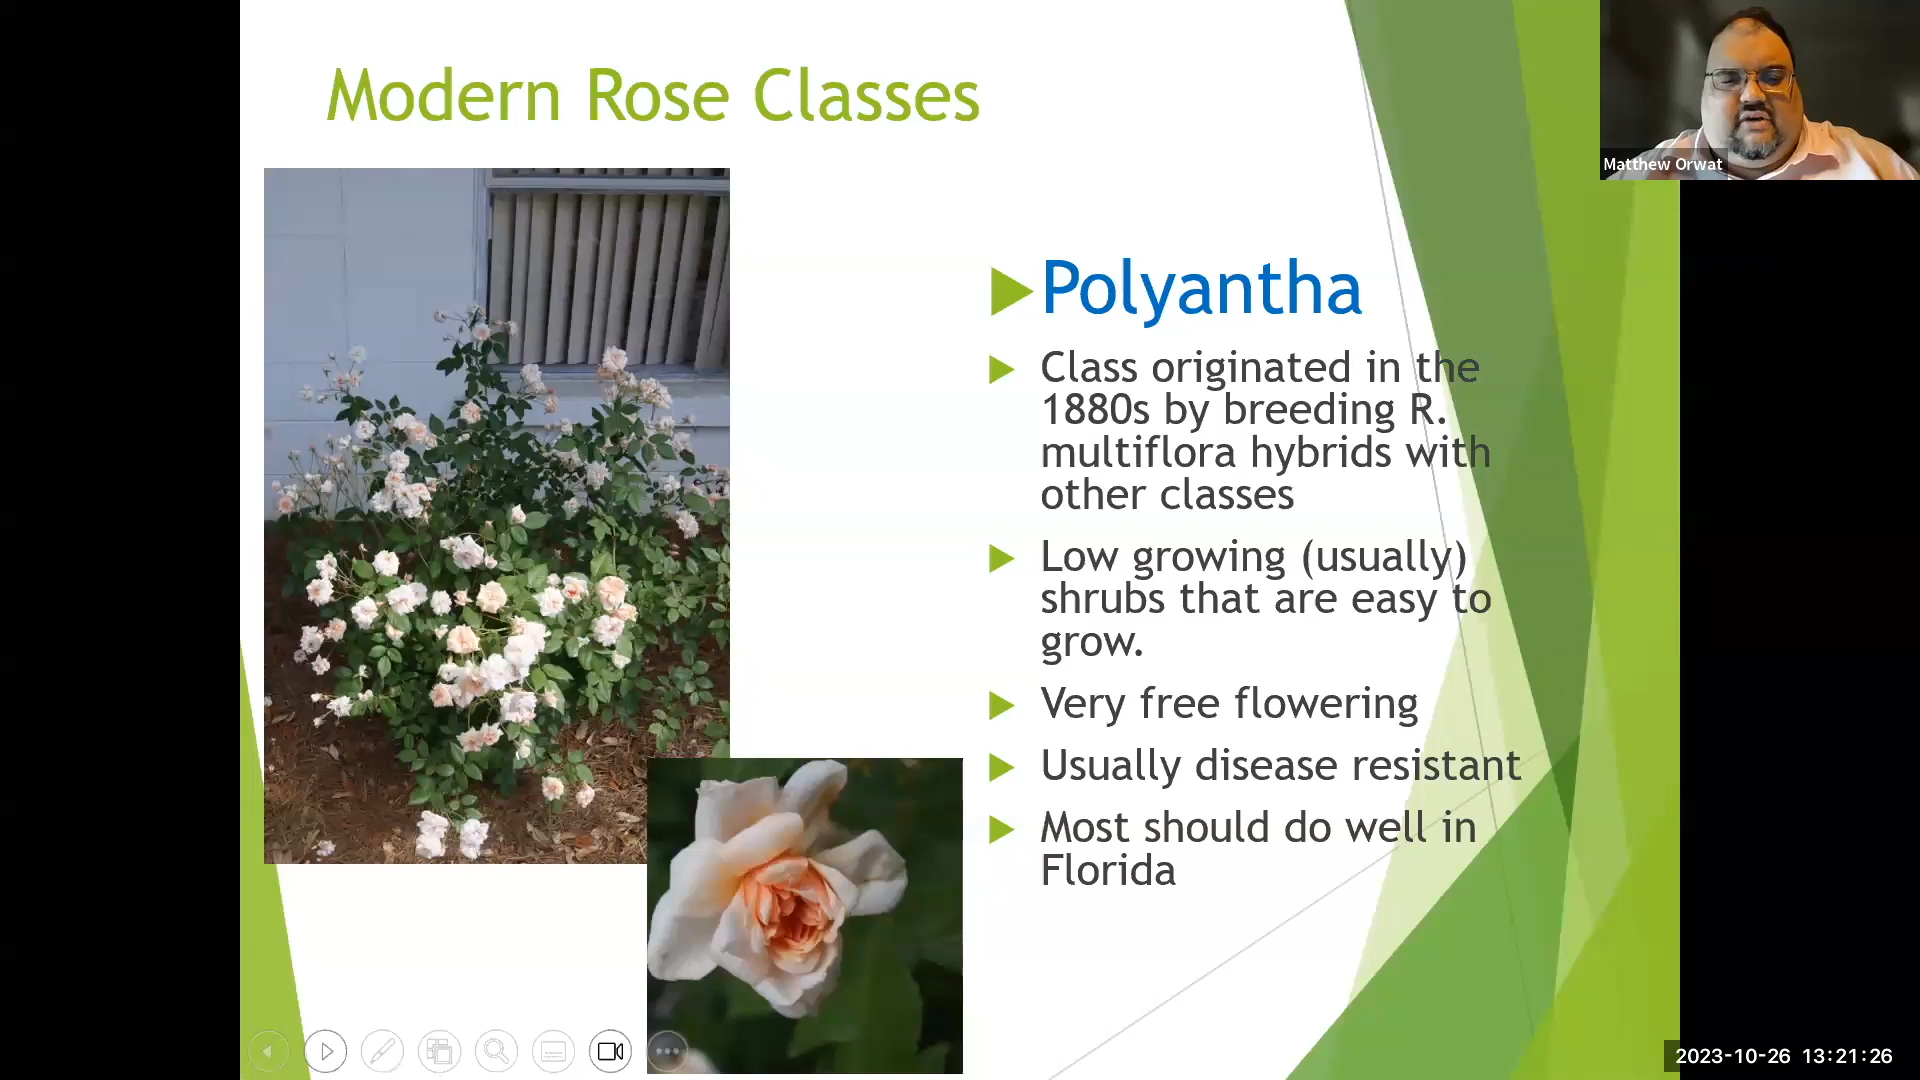 Modern Rose Classes
Matthew Orwat
Polyantha
Class originated in the
1880s by breeding R.
multiflora hybrids with
other classes
Low growing (usually)
shrubs that are easy to
grow.
Very free flowering
Usually disease resistant
Most should do well in
Florida
2023-10-26 13:21:26